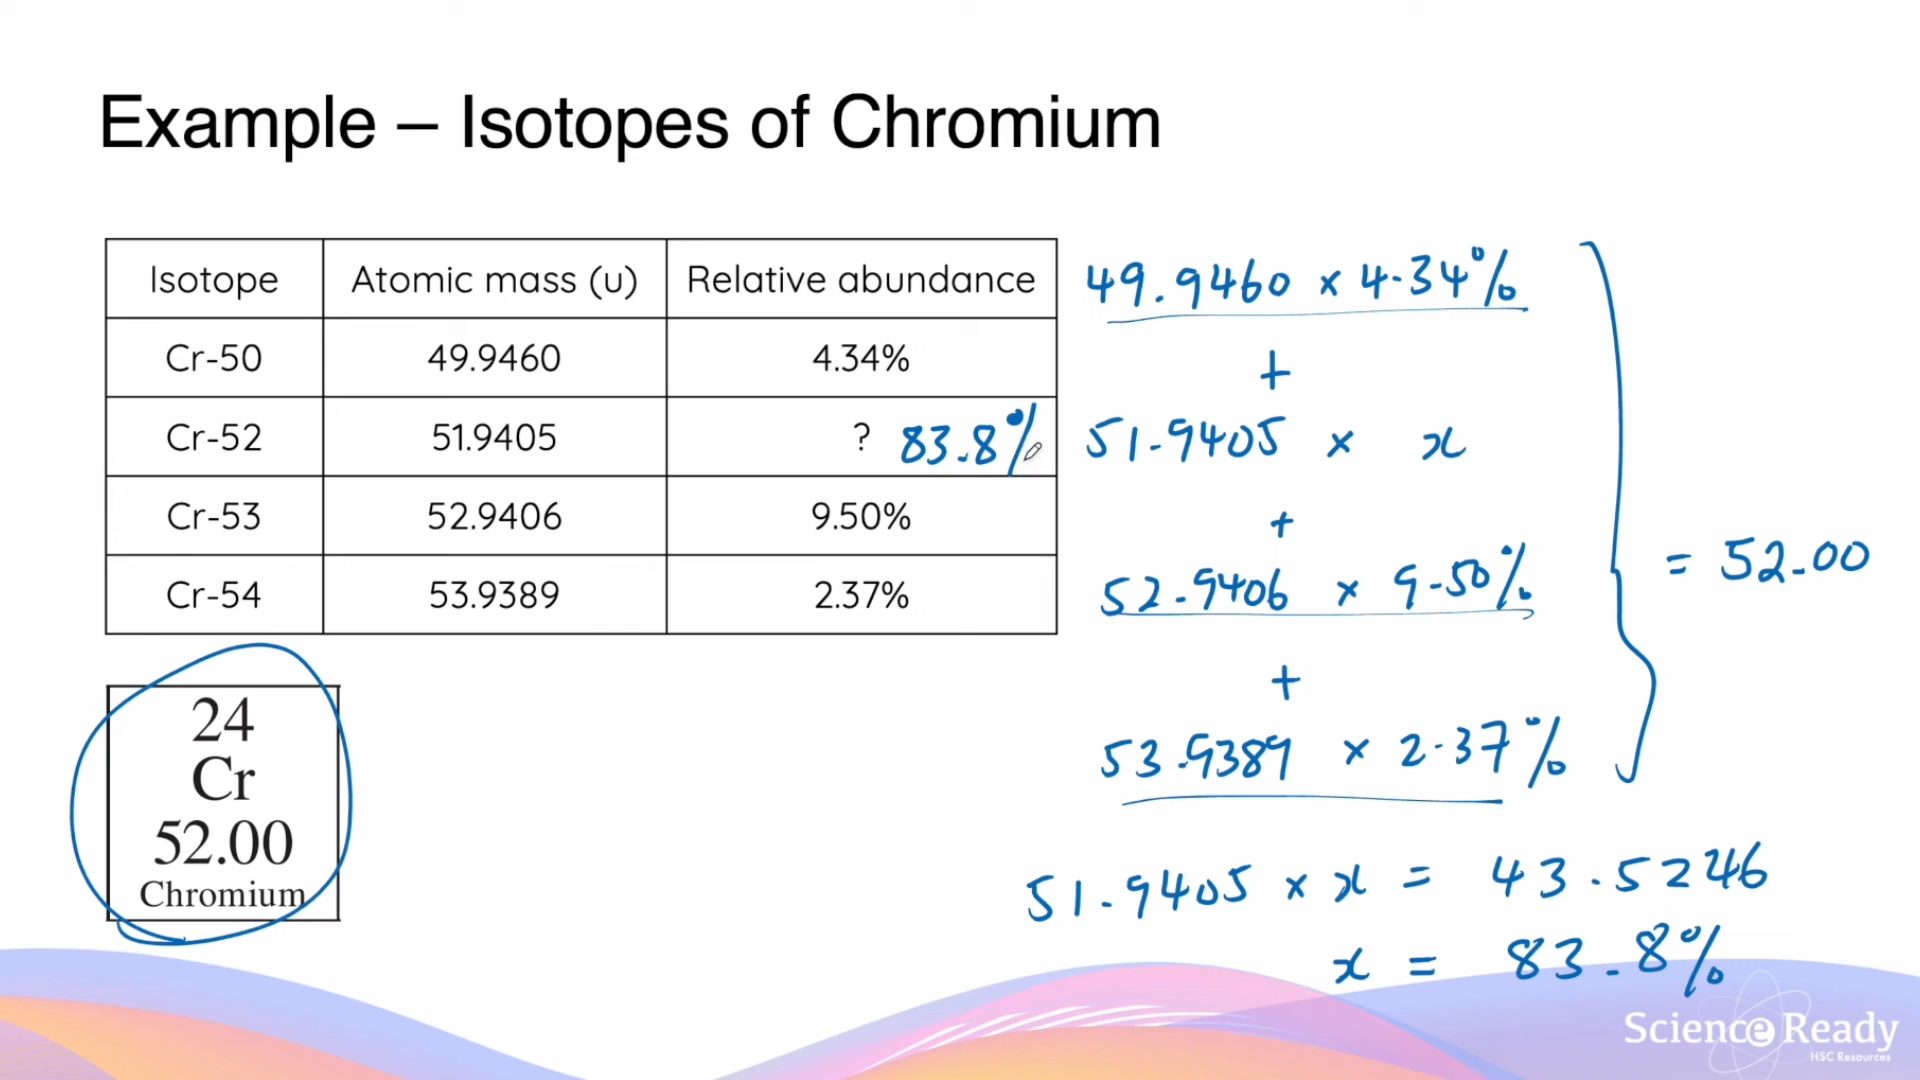 Example – Isotopes of Chromium
Isotope Atomic mass (u) Relative abundance
Cr-50 49.9460 4.34%
Cr-52 51.9405 ? 83.8%
Cr-53 52.9406 9.50%
Cr-54 53.9389 2.37%
49.9460 × 4.34%
+
51.9405 × x
+
52.9406 × 9.50%
+
53.9389 × 2.37%
= 52.00
51.9405 × x = 43.5246
x = 83.8%
24
Cr
52.00
Chromium
Science Ready
HSC Resources